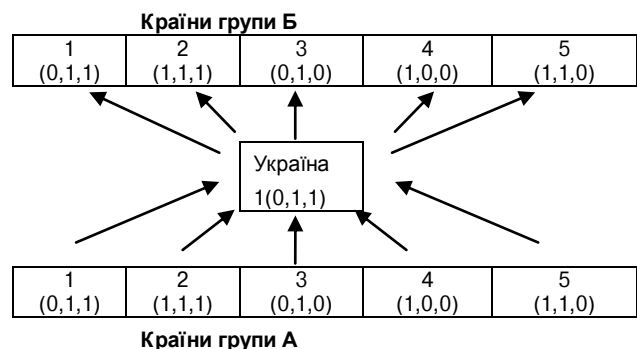 Країни групи Б
1 2 3 4 5
(0,1,1) (1,1,1) (0,1,0) (1,0,0) (1,1,0)
Україна
1(0,1,1)
1 2 3 4 5
(0,1,1) (1,1,1) (0,1,0) (1,0,0) (1,1,0)
Країни групи А